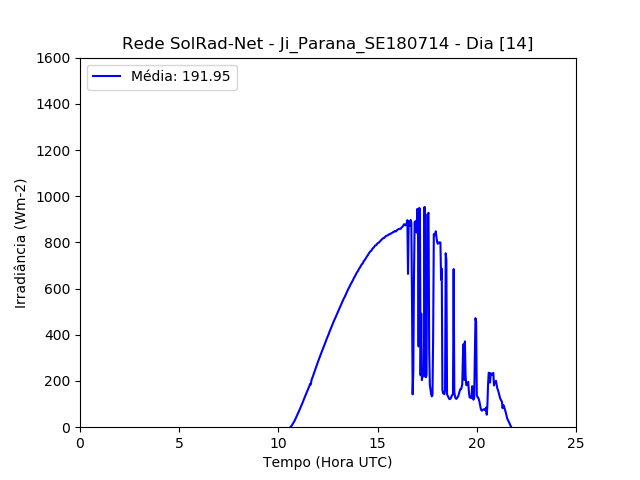 Rede SolRad-Net - Ji_Parana_SE180714 - Dia [14]
Média: 191.95
Irradiância (Wm-2)
1600
1400
1200
1000
800
600
400
200
0
0 5 10 15 20 25
Tempo (Hora UTC)